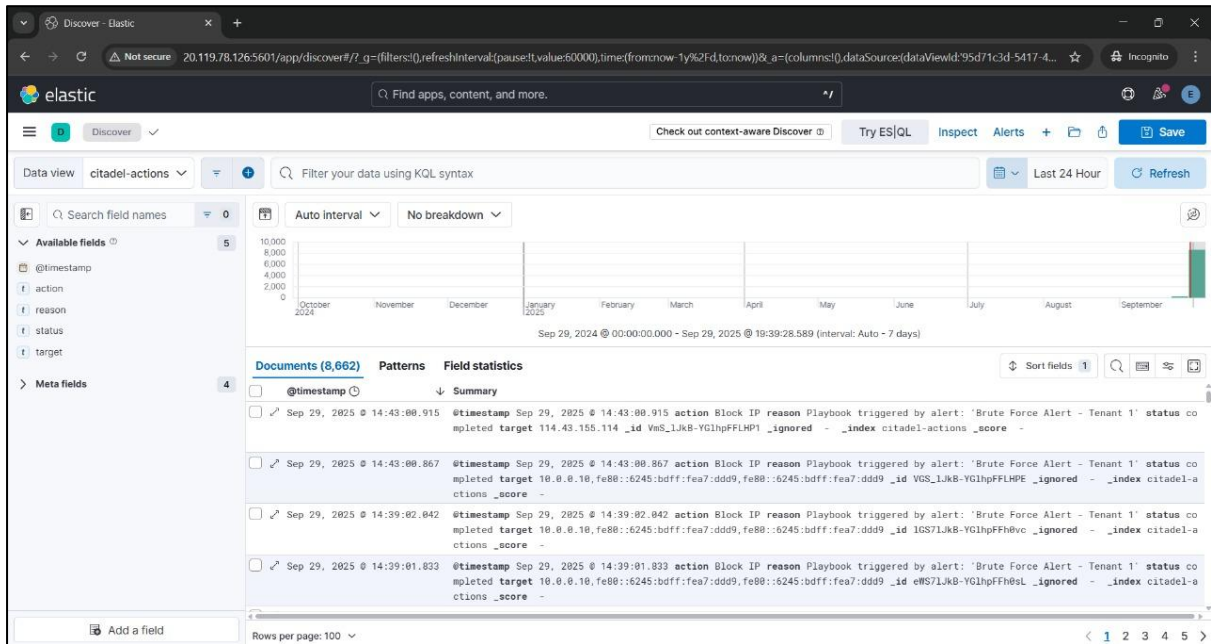 Discover - Elastic
Not secure 20.119.78.126:5601/app/discover#/?_g=(filters:!(),refreshInterval:(pause:!t,value:60000),time:(from:now-1y%2Fd,to:now))&_a=(columns:!(),dataSource:(dataViewId:'95d71c3d-5417-4... Incognito
elastic Find apps, content, and more. ^/ E
D Discover Check out context-aware Discover Try ES|QL Inspect Alerts Save
Data view citadel-actions Filter your data using KQL syntax Last 24 Hour Refresh
Search field names 0 Auto interval No breakdown
Available fields 5
@timestamp
t action
t reason
t status
t target
Meta fields 4
Add a field
10,000
8,000
6,000
4,000
2,000
0
October November December January February March April May June July August September
2024 2025
Sep 29, 2024 @ 00:00:00.000 - Sep 29, 2025 @ 19:39:28.589 (interval: Auto - 7 days)
Documents (8,662) Patterns Field statistics Sort fields 1
@timestamp Summary
Sep 29, 2025 @ 14:43:00.915 @timestamp Sep 29, 2025 @ 14:43:00.915 action Block IP reason Playbook triggered by alert: 'Brute Force Alert - Tenant 1' status co
mpleted target 114.43.155.114 _id VmS_lJkB-YGlhpFFLHP1 _ignored - _index citadel-actions _score -
Sep 29, 2025 @ 14:43:00.867 @timestamp Sep 29, 2025 @ 14:43:00.867 action Block IP reason Playbook triggered by alert: 'Brute Force Alert - Tenant 1' status co
mpleted target 10.0.0.10,fe80::6245:bdff:fea7:ddd9,fe80::6245:bdff:fea7:ddd9 _id VGS_lJkB-YGlhpFFLHPE _ignored - _index citadel-a
ctions _score -
Sep 29, 2025 @ 14:39:02.042 @timestamp Sep 29, 2025 @ 14:39:02.042 action Block IP reason Playbook triggered by alert: 'Brute Force Alert - Tenant 1' status co
mpleted target 10.0.0.10,fe80::6245:bdff:fea7:ddd9,fe80::6245:bdff:fea7:ddd9 _id lGS7lJkB-YGlhpFFh0vc _ignored - _index citadel-a
ctions _score -
Sep 29, 2025 @ 14:39:01.833 @timestamp Sep 29, 2025 @ 14:39:01.833 action Block IP reason Playbook triggered by alert: 'Brute Force Alert - Tenant 1' status co
mpleted target 10.0.0.10,fe80::6245:bdff:fea7:ddd9,fe80::6245:bdff:fea7:ddd9 _id eWS7lJkB-YGlhpFFh0sL _ignored - _index citadel-a
ctions _score -
Rows per page: 100 1 2 3 4 5